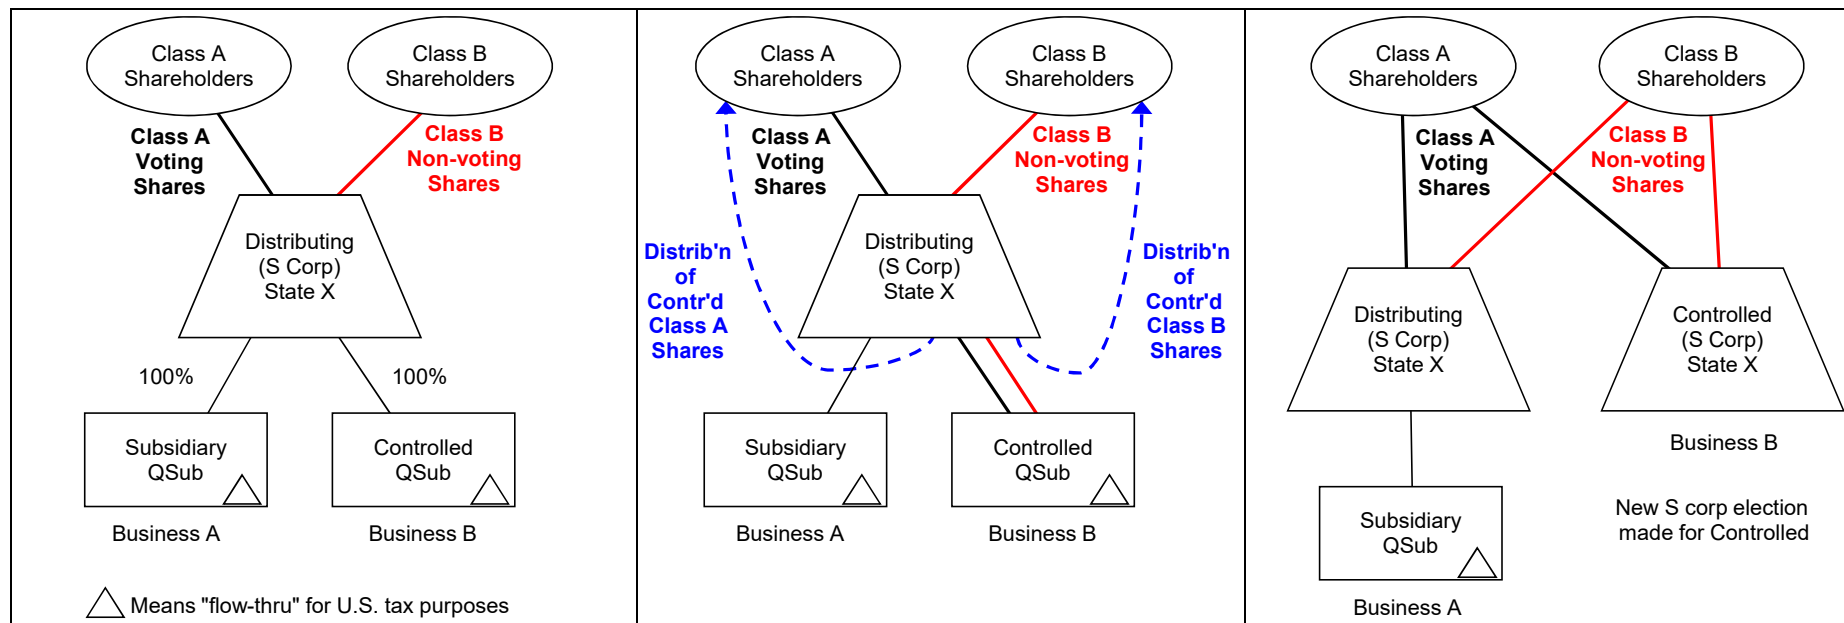 Class A
Shareholders
Class B
Shareholders
Class A
Voting
Shares
Class B
Non-voting
Shares
Distributing
(S Corp)
State X
100%
100%
Subsidiary
QSub
Controlled
QSub
Business A
Business B
Means "flow-thru" for U.S. tax purposes
Class A
Shareholders
Class B
Shareholders
Class A
Voting
Shares
Class B
Non-voting
Shares
Distrib'n
of
Contr'd
Class A
Shares
Distributing
(S Corp)
State X
Distrib'n
of
Contr'd
Class B
Shares
Subsidiary
QSub
Controlled
QSub
Business A
Business B
Class A
Shareholders
Class B
Shareholders
Class A
Voting
Shares
Class B
Non-voting
Shares
Distributing
(S Corp)
State X
Controlled
(S Corp)
State X
Business B
Subsidiary
QSub
New S corp election
made for Controlled
Business A